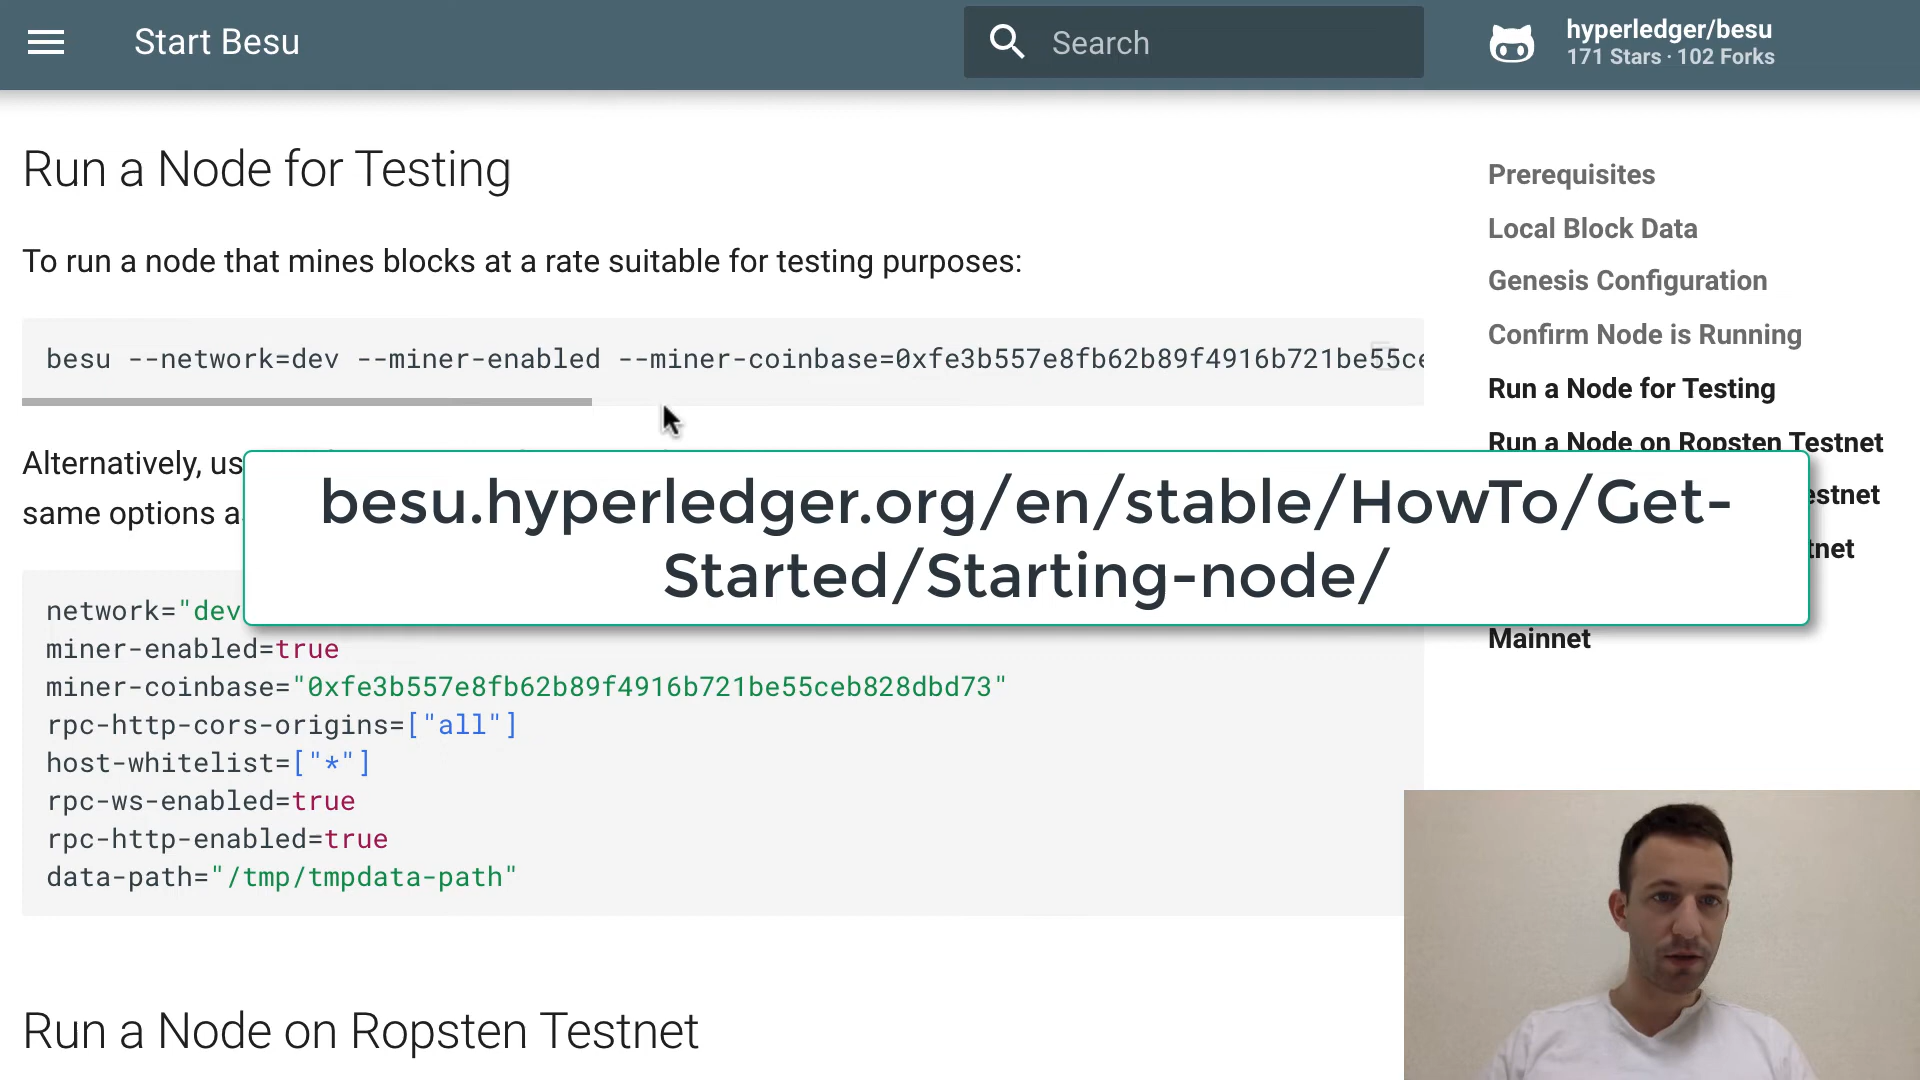 Start Besu
Search
hyperledger/besu
171 Stars · 102 Forks
Run a Node for Testing
To run a node that mines blocks at a rate suitable for testing purposes:
besu --network=dev --miner-enabled --miner-coinbase=0xfe3b557e8fb62b89f4916b721be55ce
Alternatively, us
same options a
besu.hyperledger.org/en/stable/HowTo/Get-
Started/Starting-node/
network="dev
miner-enabled=true
miner-coinbase="0xfe3b557e8fb62b89f4916b721be55ceb828dbd73"
rpc-http-cors-origins=["all"]
host-whitelist=["*"]
rpc-ws-enabled=true
rpc-http-enabled=true
data-path="/tmp/tmpdata-path"
Run a Node on Ropsten Testnet
Prerequisites
Local Block Data
Genesis Configuration
Confirm Node is Running
Run a Node for Testing
Run a Node on Ropsten Testnet
estnet
tnet
Mainnet